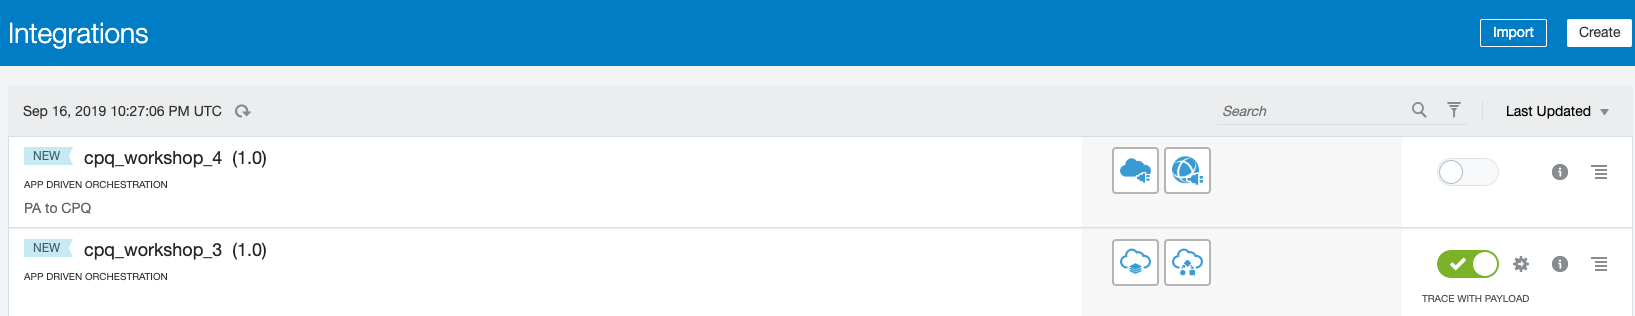 Integrations
Import
Create
Sep 16, 2019 10:27:06 PM UTC
Search
Last Updated
NEW cpq_workshop_4 (1.0)
APP DRIVEN ORCHESTRATION
PA to CPQ
NEW cpq_workshop_3 (1.0)
APP DRIVEN ORCHESTRATION
TRACE WITH PAYLOAD